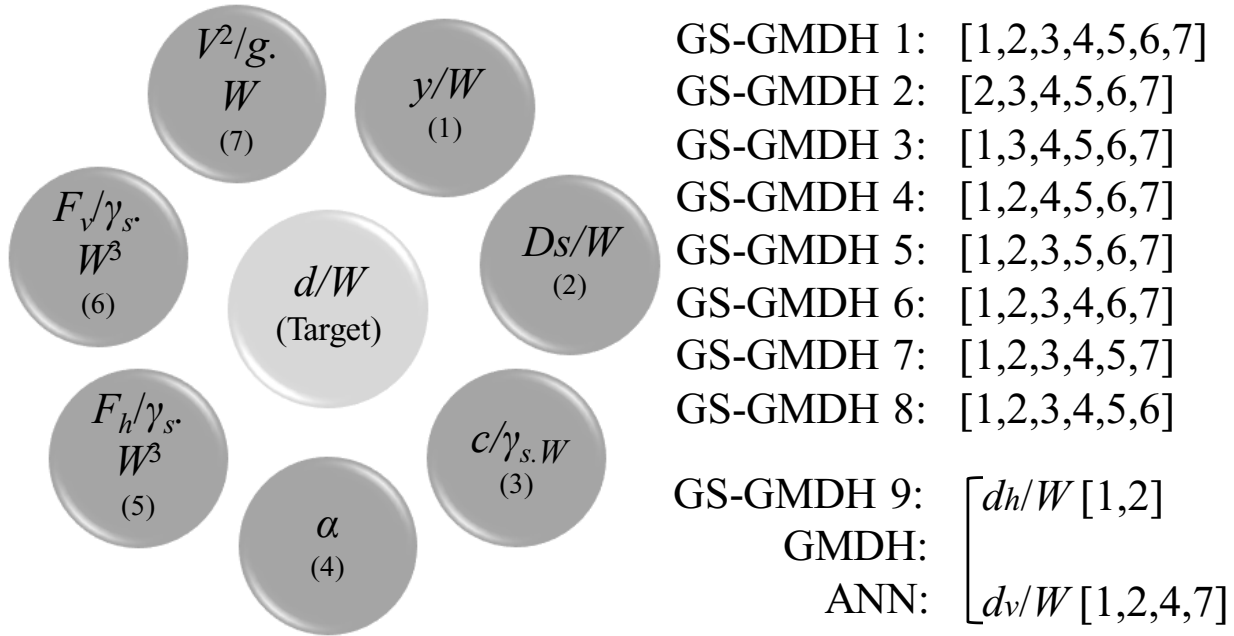 V²/g.
W
(7)
y/W
(1)
Fᵥ/γₛ.
W³
(6)
Ds/W
(2)
d/W
(Target)
Fₕ/γₛ.
W³
(5)
c/γₛ.W
(3)
α
(4)
GS-GMDH 1: [1,2,3,4,5,6,7]
GS-GMDH 2: [2,3,4,5,6,7]
GS-GMDH 3: [1,3,4,5,6,7]
GS-GMDH 4: [1,2,4,5,6,7]
GS-GMDH 5: [1,2,3,5,6,7]
GS-GMDH 6: [1,2,3,4,6,7]
GS-GMDH 7: [1,2,3,4,5,7]
GS-GMDH 8: [1,2,3,4,5,6]
GS-GMDH 9: dh/W [1,2]
GMDH:
ANN: dv/W [1,2,4,7]